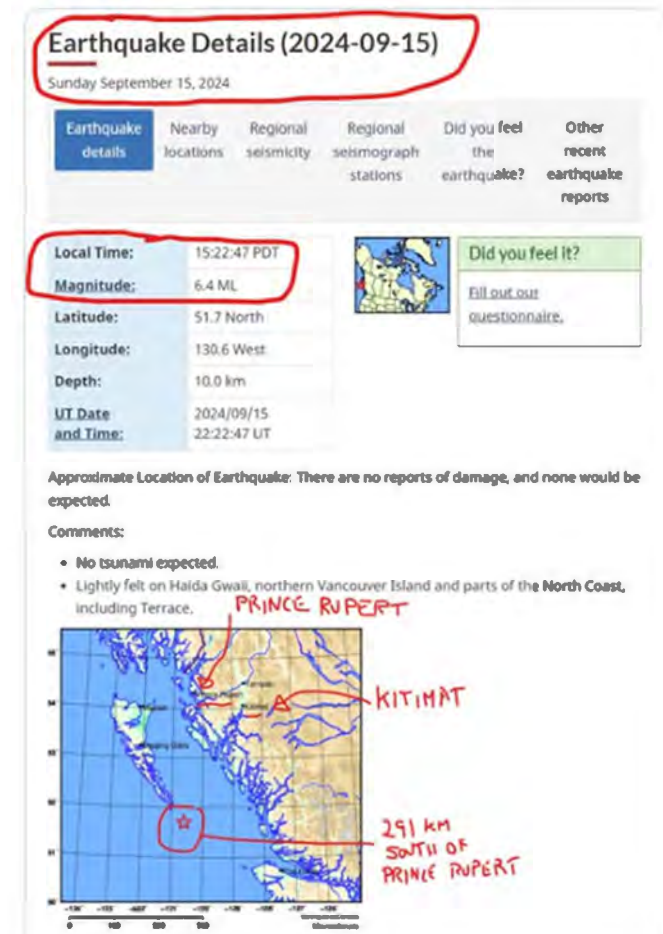 Earthquake Details (2024-09-15)
Sunday September 15, 2024
Earthquake details
Nearby locations
Regional seismicity
Regional seismograph stations
Did you feel the earthquake?
Other recent earthquake reports
Local Time: 15:22:47 PDT
Magnitude: 6.4 ML
Latitude: 51.7 North
Longitude: 130.6 West
Depth: 10.0 km
UT Date and Time: 2024/09/15 22:22:47 UT
Did you feel it?
Fill out our
questionnaire.
Approximate Location of Earthquake: There are no reports of damage, and none would be
expected.
Comments:
No tsunami expected.
Lightly felt on Haida Gwaii, northern Vancouver Island and parts of the North Coast,
including Terrace.
PRINCE RUPERT
KITIMAT
291 KM
SOUTH OF
PRINCE RUPERT